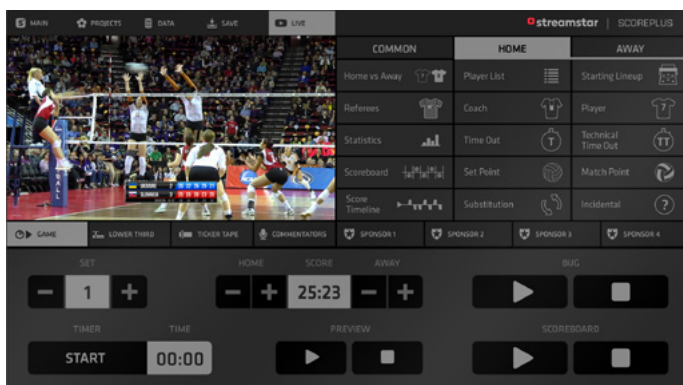 MAIN PROJECTS DATA SAVE LIVE
streamstar | SCOREPLUS
COMMON HOME AWAY
Home vs Away Player List Starting Lineup
Referees Coach Player
Statistics Time Out Technical
Time Out
Scoreboard Set Point Match Point
Score
Timeline Substitution Incidental
UKRAINE
SLOVAKIA
GAME LOWER THIRD TICKER TAPE COMMENTATORS SPONSOR 1 SPONSOR 2 SPONSOR 3 SPONSOR 4
SET HOME SCORE AWAY BUG
1 25:23
TIMER TIME PREVIEW SCOREBOARD
START 00:00